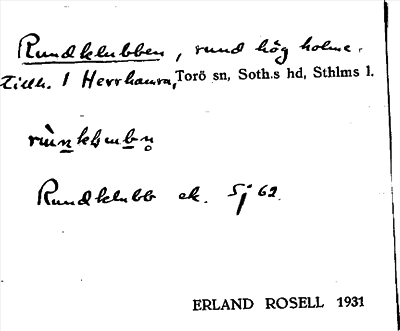 Rundklubben, rund hög holme.
Tillh. 1 Herrhamra, Torö sn, Soth.s hd, Sthlms l.
Rundklubb ek. Sj 62.
ERLAND ROSELL 1931